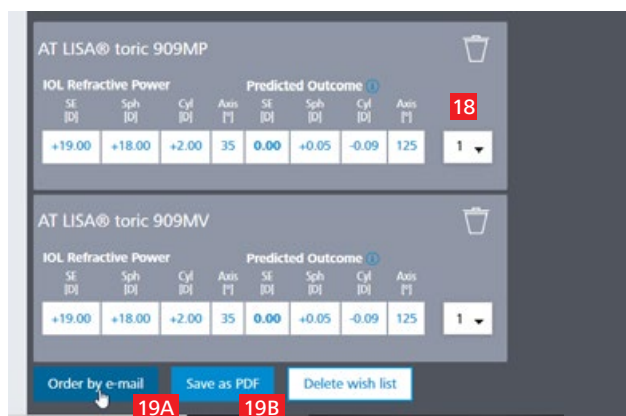 AT LISA® toric 909MP
IOL Refractive Power Predicted Outcome i
SE Sph Cyl Axis SE Sph Cyl Axis 18
[D] [D] [D] [°] [D] [D] [D] [°]
+19.00 +18.00 +2.00 35 0.00 +0.05 -0.09 125 1
AT LISA® toric 909MV
IOL Refractive Power Predicted Outcome i
SE Sph Cyl Axis SE Sph Cyl Axis
[D] [D] [D] [°] [D] [D] [D] [°]
+19.00 +18.00 +2.00 35 0.00 +0.05 -0.09 125 1
Order by e-mail Save as PDF Delete wish list
19A 19B